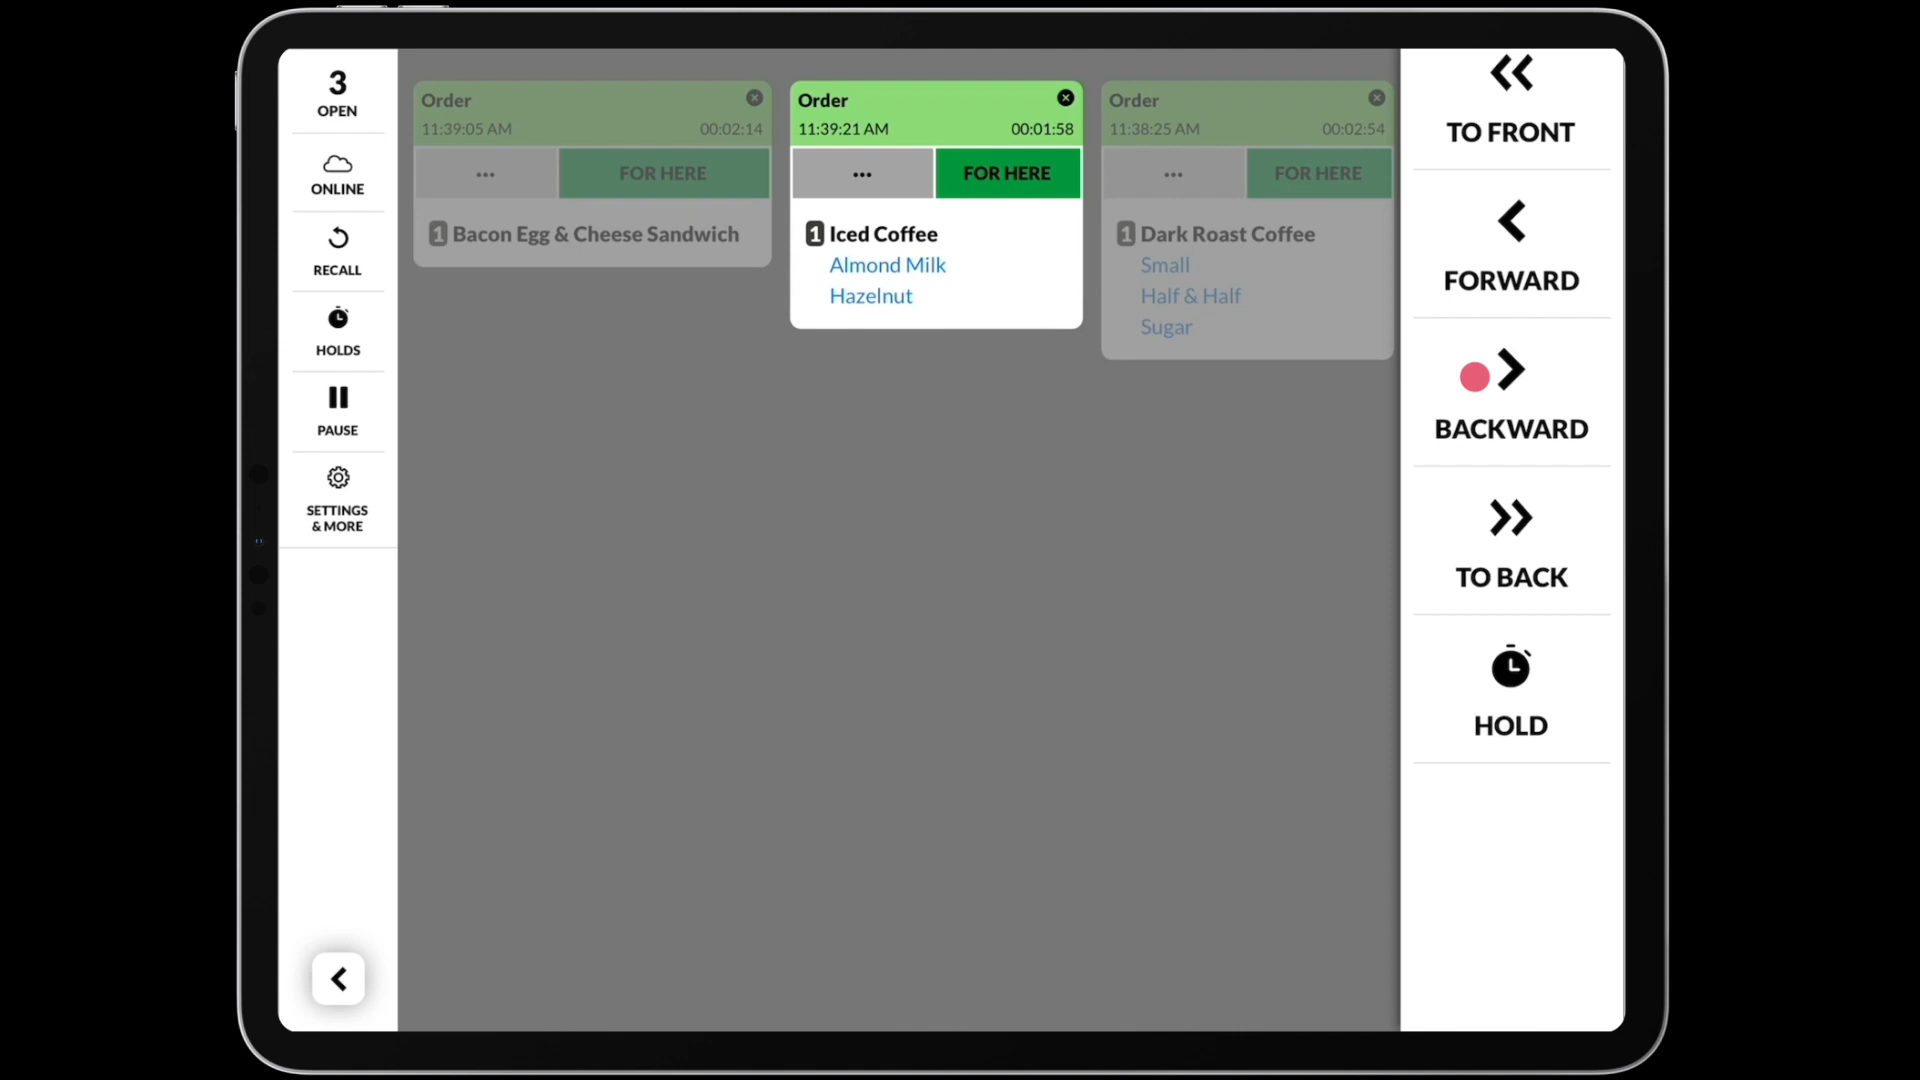 3
OPEN
ONLINE
RECALL
HOLDS
PAUSE
SETTINGS
& MORE
Order
11:39:05 AM 00:02:14
... FOR HERE
1 Bacon Egg & Cheese Sandwich
Order
11:39:21 AM 00:01:58
... FOR HERE
1 Iced Coffee
Almond Milk
Hazelnut
Order
11:38:25 AM 00:02:54
... FOR HERE
1 Dark Roast Coffee
Small
Half & Half
Sugar
TO FRONT
FORWARD
BACKWARD
TO BACK
HOLD